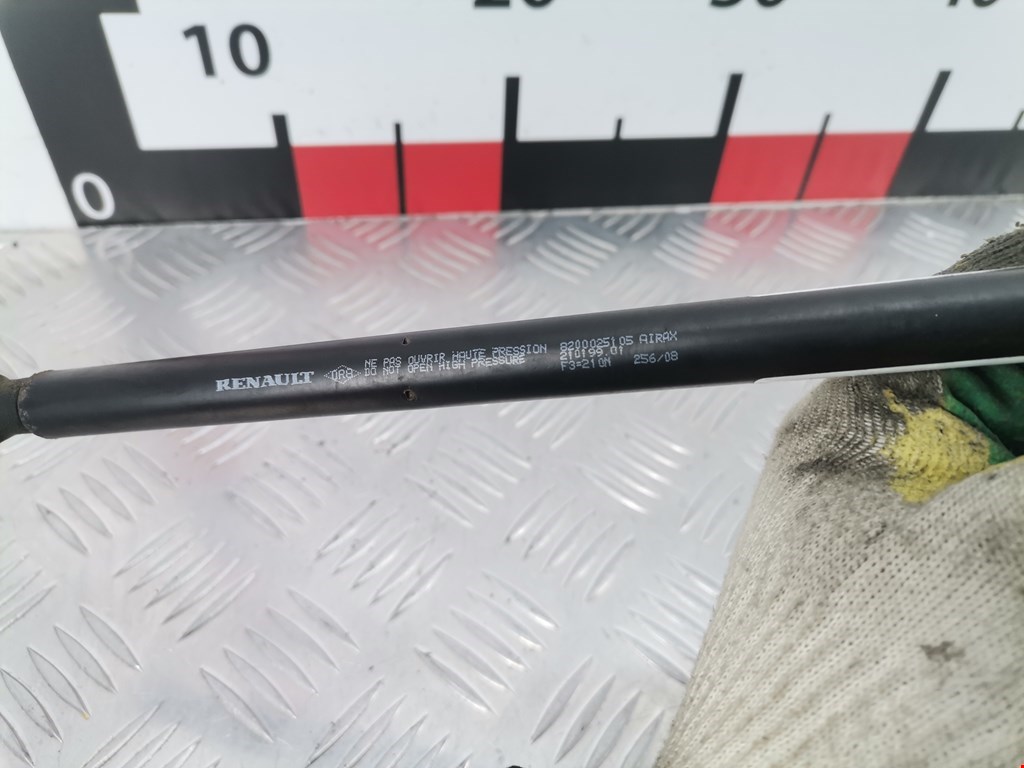 10
0
RENAULT
NE PAS OUVRIR HAUTE PRESSION 8200025105 AIRAX
DO NOT OPEN HIGH PRESSURE 210199.01
F3=210N 256/08